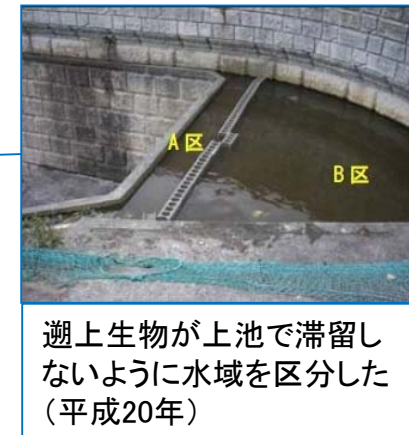 A区
B区
遡上生物が上池で滞留し
ないように水域を区分した
（平成20年）